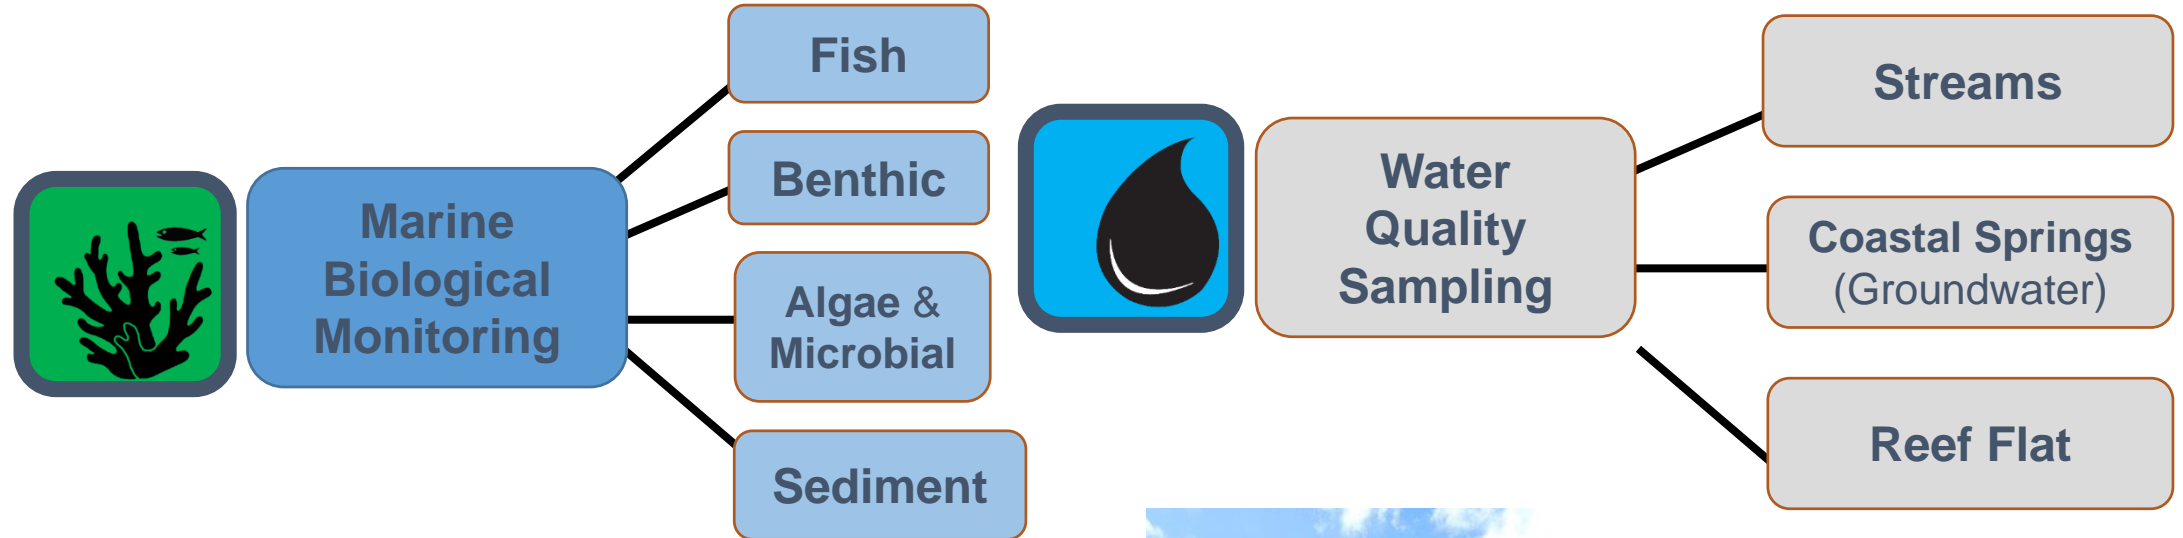 Marine
Biological
Monitoring
Fish
Benthic
Algae &
Microbial
Sediment
Water
Quality
Sampling
Streams
Coastal Springs
(Groundwater)
Reef Flat